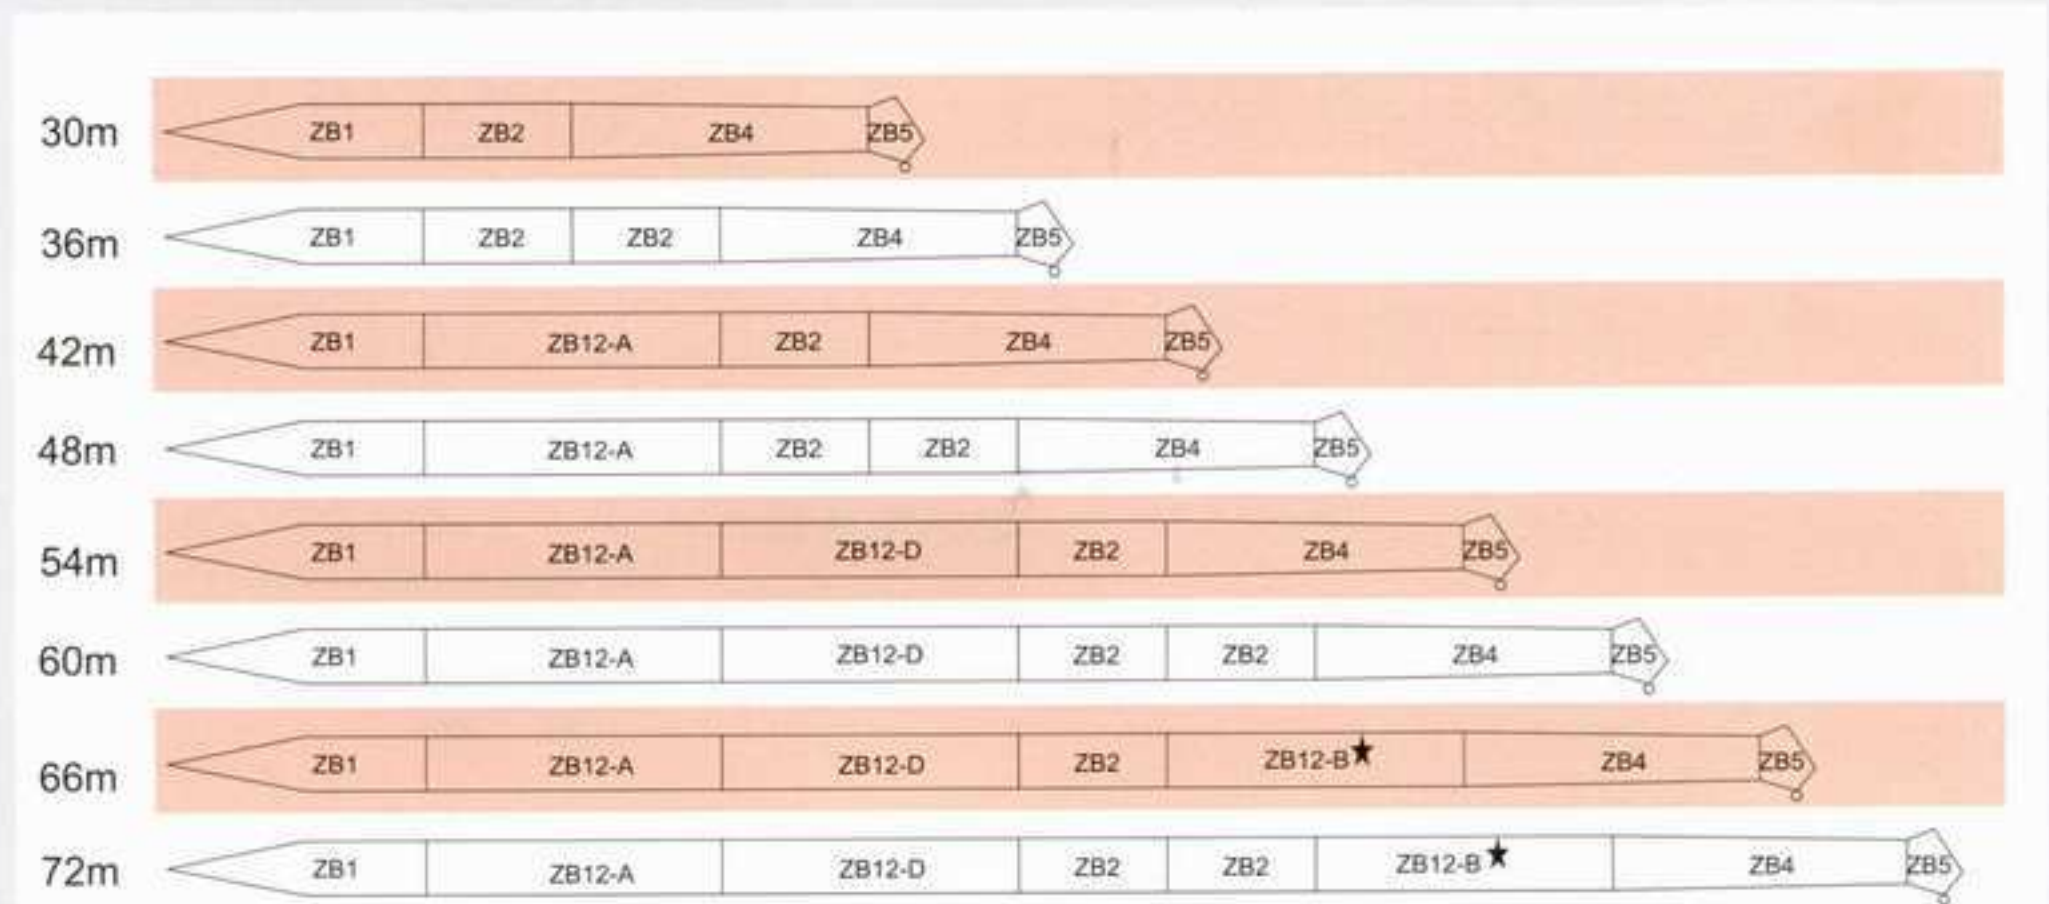 30m ZB1 ZB2 ZB4 ZB5
36m ZB1 ZB2 ZB2 ZB4 ZB5
42m ZB1 ZB12-A ZB2 ZB4 ZB5
48m ZB1 ZB12-A ZB2 ZB2 ZB4 ZB5
54m ZB1 ZB12-A ZB12-D ZB2 ZB4 ZB5
60m ZB1 ZB12-A ZB12-D ZB2 ZB2 ZB4 ZB5
66m ZB1 ZB12-A ZB12-D ZB2 ZB12-B★ ZB4 ZB5
72m ZB1 ZB12-A ZB12-D ZB2 ZB2 ZB12-B★ ZB4 ZB5